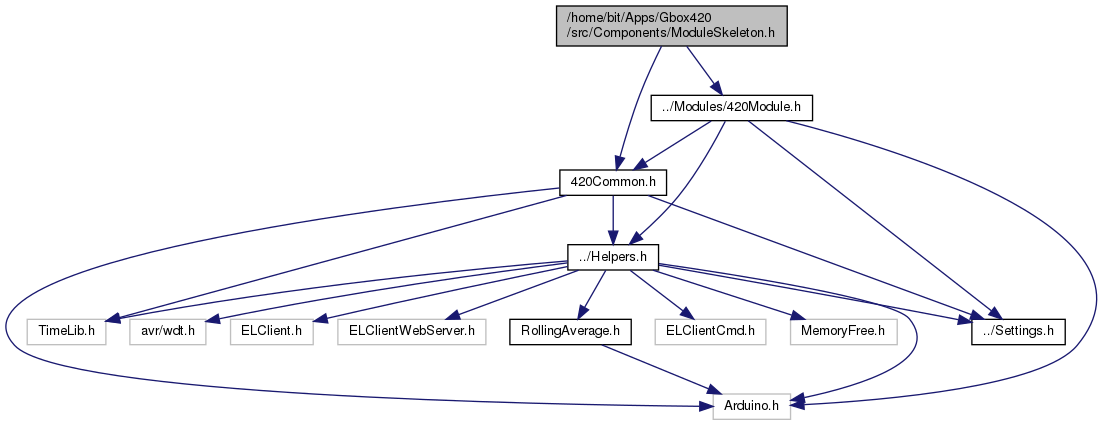 /home/bit/Apps/Gbox420
/src/Components/ModuleSkeleton.h
../Modules/420Module.h
420Common.h
../Helpers.h
TimeLib.h
avr/wdt.h
ELClient.h
ELClientWebServer.h
RollingAverage.h
ELClientCmd.h
MemoryFree.h
../Settings.h
Arduino.h